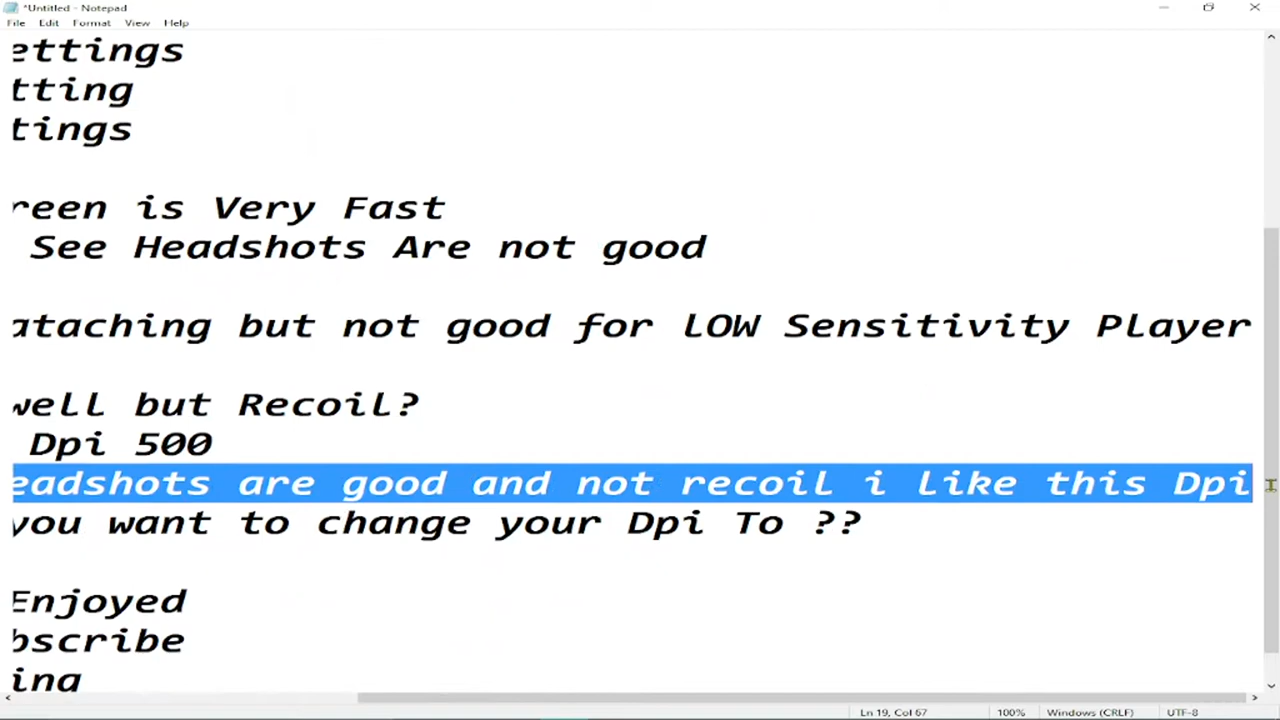 *Untitled - Notepad
File Edit Format View Help
ettings
tting
tings
reen is Very Fast
See Headshots Are not good
ataching but not good for lOW Sensitivity Player
well but Recoil?
Dpi 500
eadshots are good and not recoil i like this Dpi
you want to change your Dpi To ??
Enjoyed
bscribe
ing
Ln 19, Col 67 100% Windows (CRLF) UTF-8